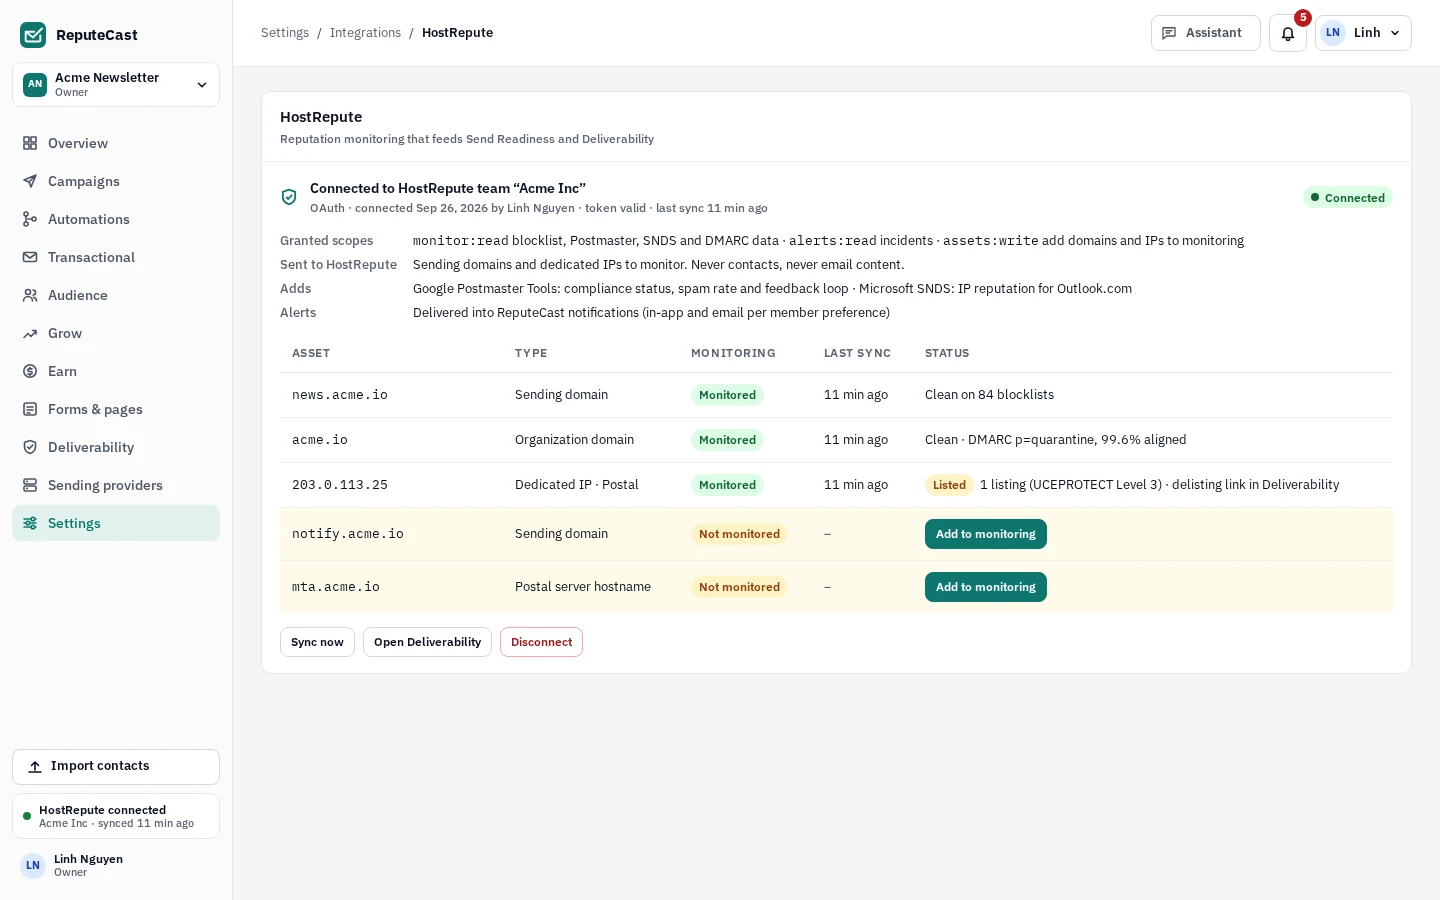 ReputeCast
AN
Acme Newsletter
Owner
Overview
Campaigns
Automations
Transactional
Audience
Grow
Earn
Forms & pages
Deliverability
Sending providers
Settings
Import contacts
HostRepute connected
Acme Inc · synced 11 min ago
LN
Linh Nguyen
Owner
Settings / Integrations / HostRepute
Assistant
5
LN Linh
HostRepute
Reputation monitoring that feeds Send Readiness and Deliverability
Connected to HostRepute team “Acme Inc”
OAuth · connected Sep 26, 2026 by Linh Nguyen · token valid · last sync 11 min ago
Connected
Granted scopes monitor:read blocklist, Postmaster, SNDS and DMARC data · alerts:read incidents · assets:write add domains and IPs to monitoring
Sent to HostRepute Sending domains and dedicated IPs to monitor. Never contacts, never email content.
Adds Google Postmaster Tools: compliance status, spam rate and feedback loop · Microsoft SNDS: IP reputation for Outlook.com
Alerts Delivered into ReputeCast notifications (in-app and email per member preference)
ASSET TYPE MONITORING LAST SYNC STATUS
news.acme.io Sending domain Monitored 11 min ago Clean on 84 blocklists
acme.io Organization domain Monitored 11 min ago Clean · DMARC p=quarantine, 99.6% aligned
203.0.113.25 Dedicated IP · Postal Monitored 11 min ago Listed 1 listing (UCEPROTECT Level 3) · delisting link in Deliverability
notify.acme.io Sending domain Not monitored – Add to monitoring
mta.acme.io Postal server hostname Not monitored – Add to monitoring
Sync now Open Deliverability Disconnect